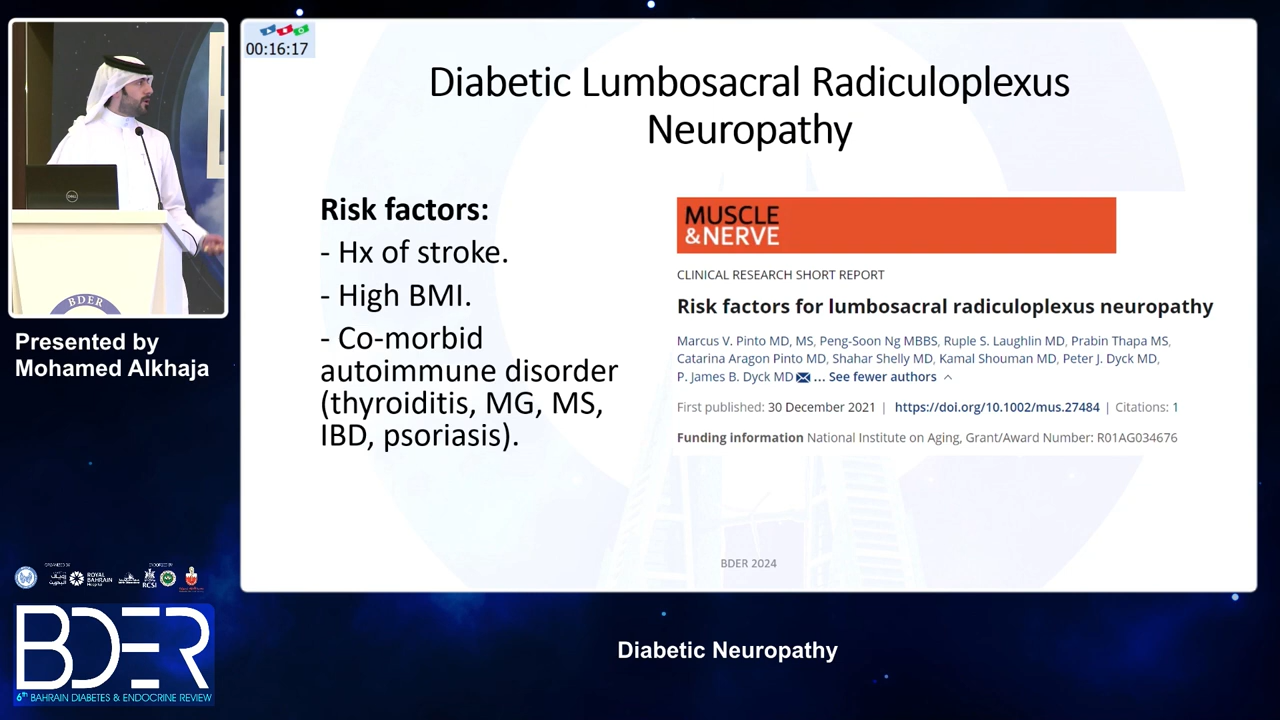 00:16:17
Diabetic Lumbosacral Radiculoplexus
Neuropathy
Risk factors:
- Hx of stroke.
- High BMI.
- Co-morbid
autoimmune disorder
(thyroiditis, MG, MS,
IBD, psoriasis).
MUSCLE
&NERVE
CLINICAL RESEARCH SHORT REPORT
Risk factors for lumbosacral radiculoplexus neuropathy
Marcus V. Pinto MD, MS, Peng-Soon Ng MBBS, Ruple S. Laughlin MD, Prabin Thapa MS,
Catarina Aragon Pinto MD, Shahar Shelly MD, Kamal Shouman MD, Peter J. Dyck MD,
P. James B. Dyck MD ... See fewer authors
First published: 30 December 2021 | https://doi.org/10.1002/mus.27484 | Citations: 1
Funding information National Institute on Aging, Grant/Award Number: R01AG034676
BDER 2024
BDER
Presented by
Mohamed Alkhaja
ROYAL
BAHRAIN
Hospital
RCSI
BDER
6th BAHRAIN DIABETES & ENDOCRINE REVIEW
Diabetic Neuropathy